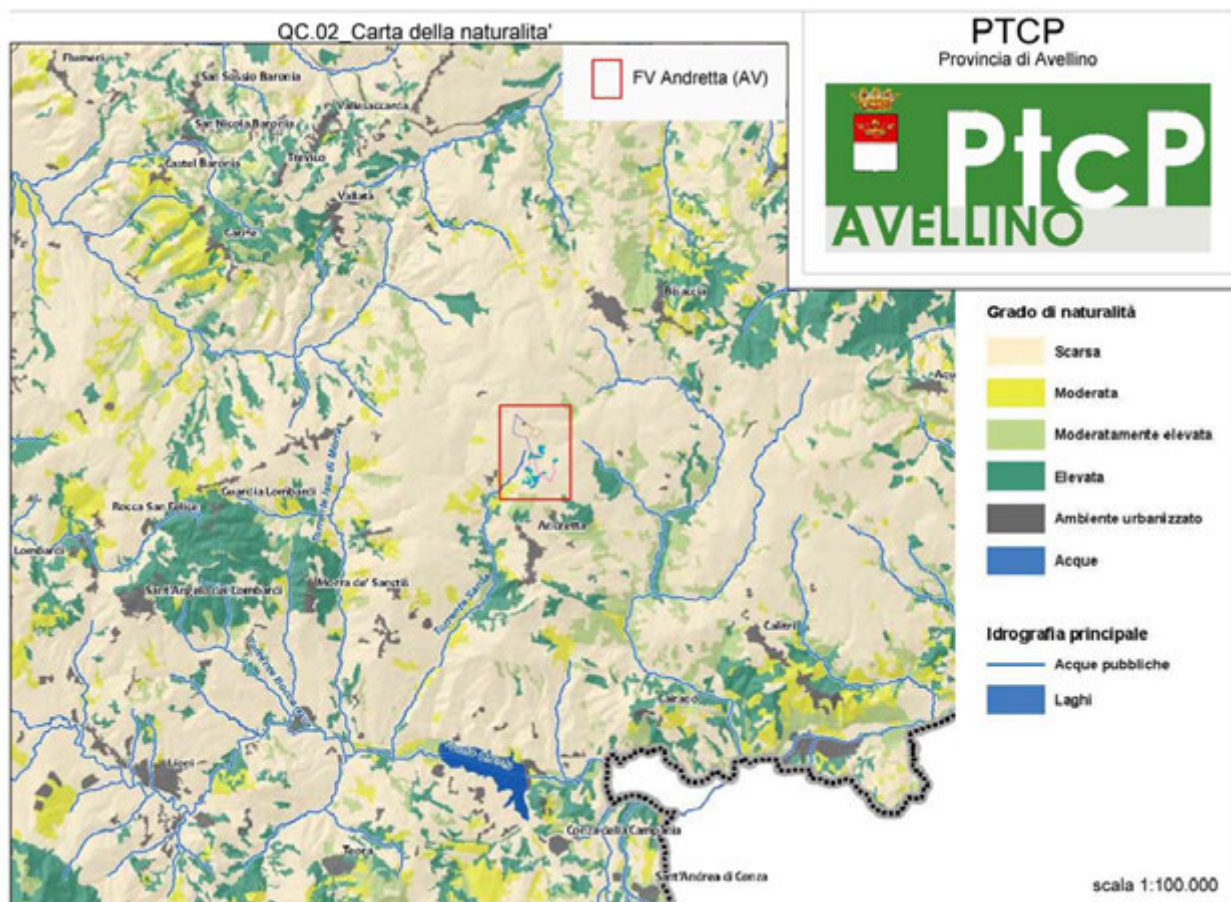 QC.02_Carta della naturalita'
FV Andretta (AV)
PTCP
Provincia di Avellino
PtcP
AVELLINO
Flumeri
San Sossio Baronia
Vallesaccarda
San Nicola Baronia
Trevico
Castel Baronia
Vallata
Carife
Bisaccia
Guardia Lombardi
Rocca San Felice
Lombardi
Sant'Angelo dei Lombardi
Morra de' Sanctis
Andretta
Torrente Sarda
Calitri
Cairano
Lioni
Conza della Campania
Teora
Sant'Andrea di Conza
Grado di naturalità
Scarsa
Moderata
Moderatamente elevata
Elevata
Ambiente urbanizzato
Acque
Idrografia principale
Acque pubbliche
Laghi
scala 1:100.000